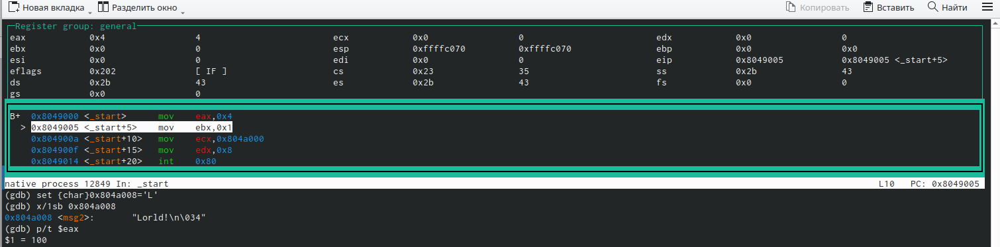 Новая вкладка Разделить окно Копировать Вставить Найти
Register group: general
eax 0x4 4 ecx 0x0 0 edx 0x0 0
ebx 0x0 0 esp 0xffffc070 0xffffc070 ebp 0x0 0x0
esi 0x0 0 edi 0x0 0 eip 0x8049005 0x8049005 <_start+5>
eflags 0x202 [ IF ] cs 0x23 35 ss 0x2b 43
ds 0x2b 43 es 0x2b 43 fs 0x0 0
gs 0x0 0
B+ 0x8049000 <_start> mov eax,0x4
> 0x8049005 <_start+5> mov ebx,0x1
0x804900a <_start+10> mov ecx,0x804a000
0x804900f <_start+15> mov edx,0x8
0x8049014 <_start+20> int 0x80
native process 12849 In: _start L10 PC: 0x8049005
(gdb) set {char}0x804a008='L'
(gdb) x/1sb 0x804a008
0x804a008 <msg2>: "Lorld!\n\034"
(gdb) p/t $eax
$1 = 100